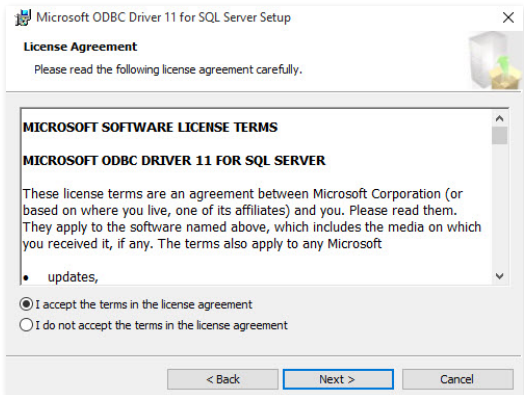 Microsoft ODBC Driver 11 for SQL Server Setup
License Agreement
Please read the following license agreement carefully.
MICROSOFT SOFTWARE LICENSE TERMS
MICROSOFT ODBC DRIVER 11 FOR SQL SERVER
These license terms are an agreement between Microsoft Corporation (or
based on where you live, one of its affiliates) and you. Please read them.
They apply to the software named above, which includes the media on which
you received it, if any. The terms also apply to any Microsoft
• updates,
I accept the terms in the license agreement
I do not accept the terms in the license agreement
< Back
Next >
Cancel